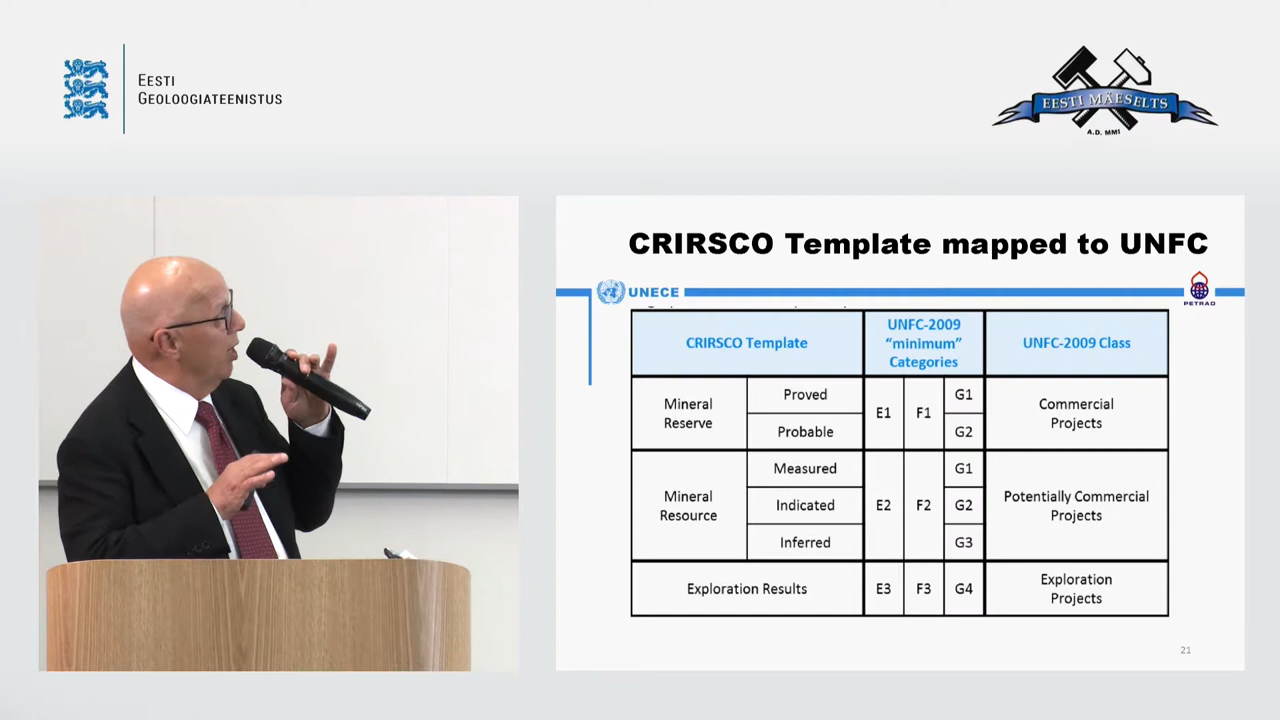 EESTI
GEOLOOGIATEENISTUS
EESTI MÄESELTS
A.D. MMI
CRIRSCO Template mapped to UNFC
UNECE
PETRAD
CRIRSCO Template
UNFC-2009
“minimum”
Categories
UNFC-2009 Class
Mineral
Reserve
Proved
Probable
E1
F1
G1
G2
Commercial
Projects
Mineral
Resource
Measured
Indicated
Inferred
E2
F2
G1
G2
G3
Potentially Commercial
Projects
Exploration Results
E3
F3
G4
Exploration
Projects
21